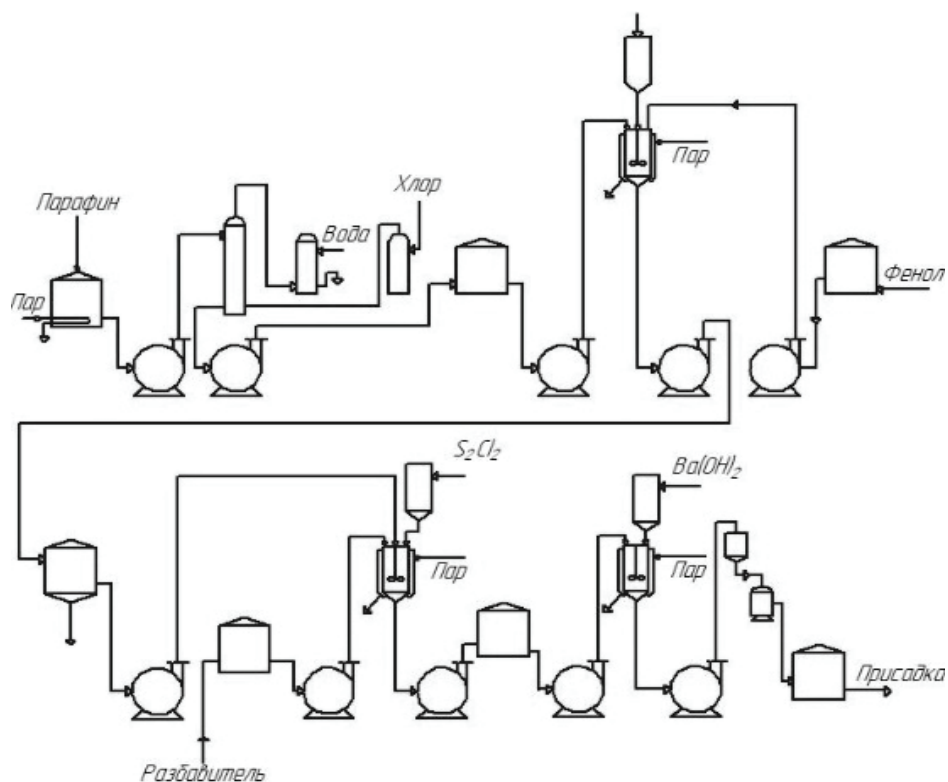 Пар
Хлор
Парафин
Вода
Пар
Фенол
S₂Cl₂
Ba(OH)₂
Пар
Пар
Присадка
Разбавитель